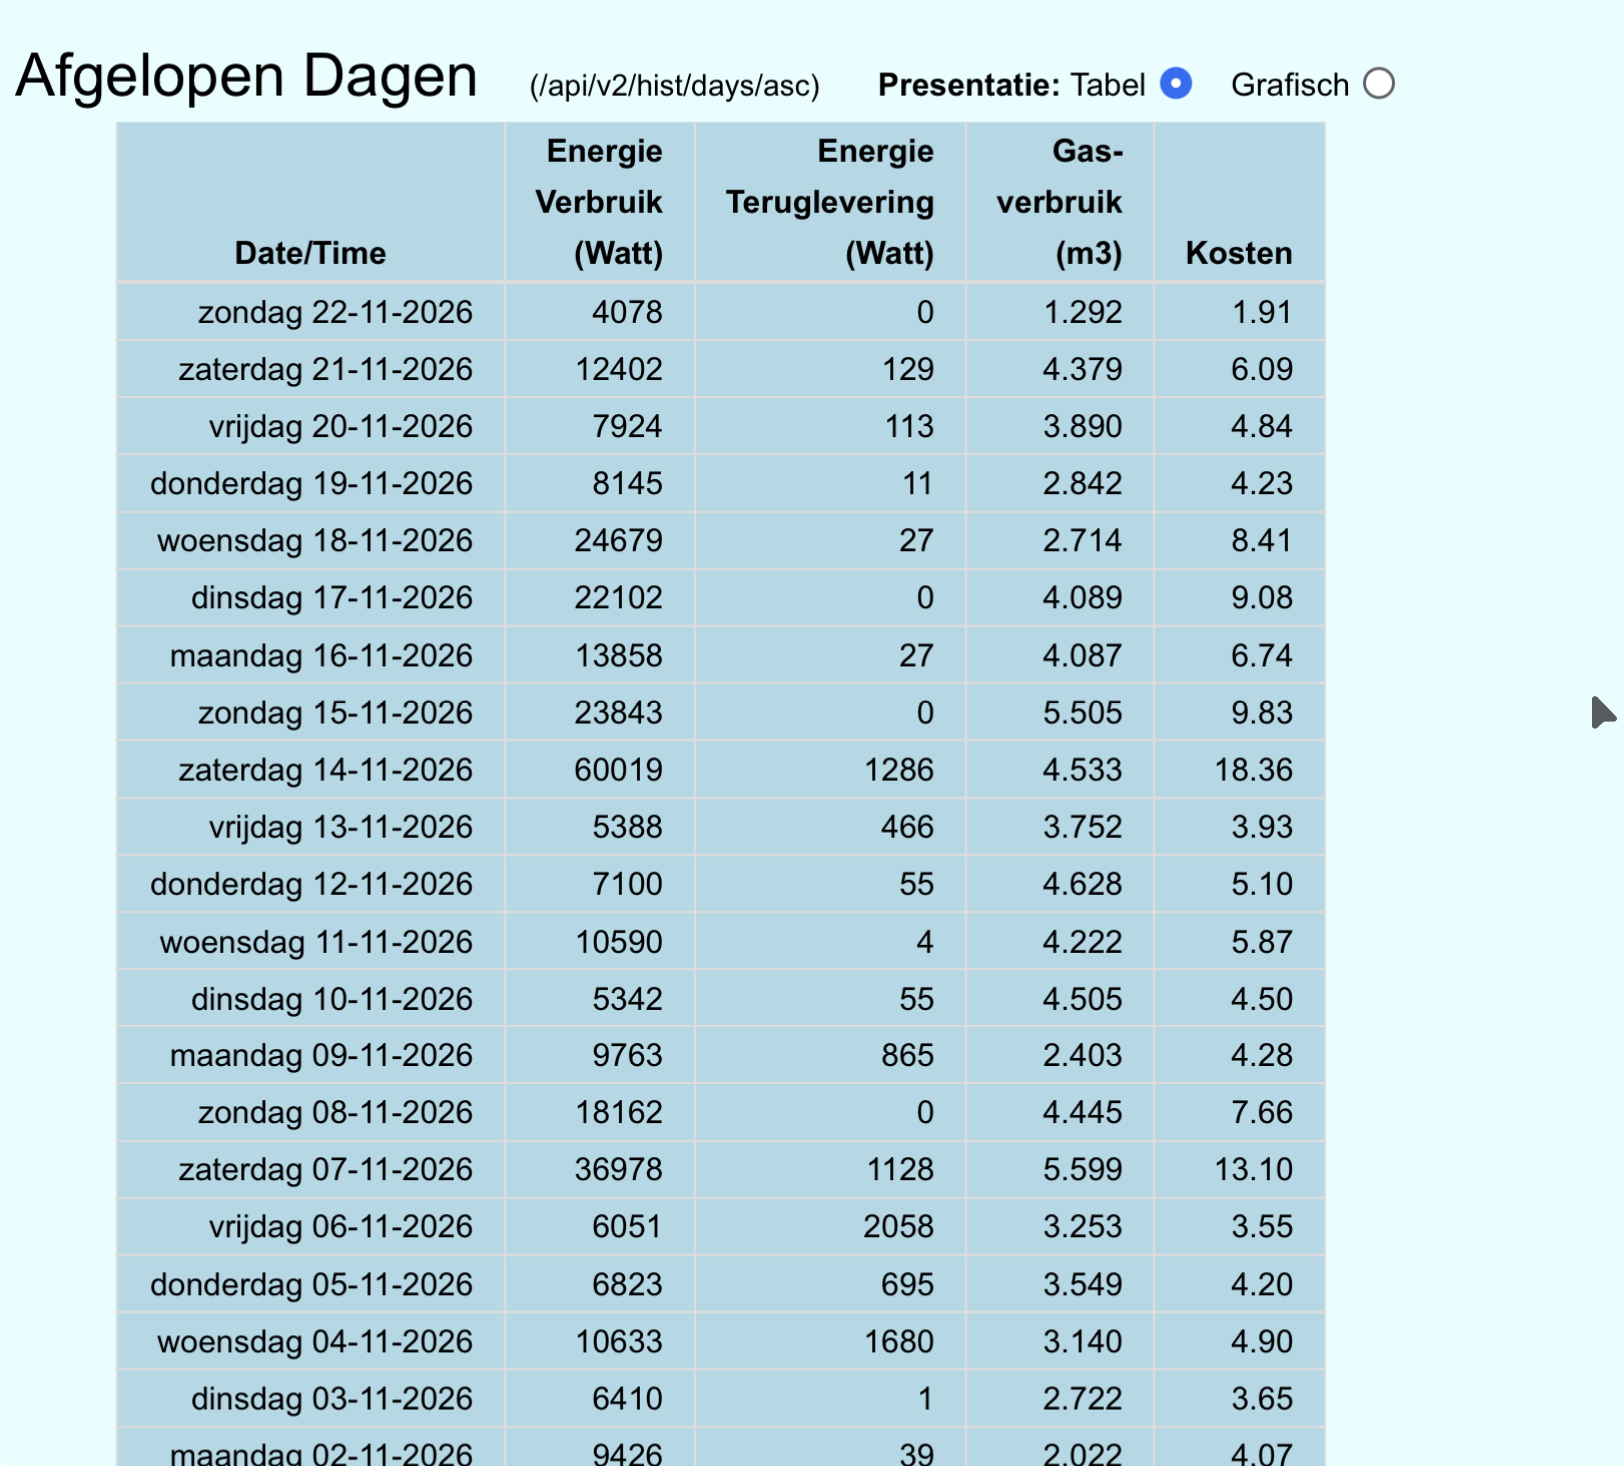 Afgelopen Dagen (/api/v2/hist/days/asc) Presentatie: Tabel Grafisch
Date/Time Energie Verbruik (Watt) Energie Teruglevering (Watt) Gas-verbruik (m3) Kosten
zondag 22-11-2026 4078 0 1.292 1.91
zaterdag 21-11-2026 12402 129 4.379 6.09
vrijdag 20-11-2026 7924 113 3.890 4.84
donderdag 19-11-2026 8145 11 2.842 4.23
woensdag 18-11-2026 24679 27 2.714 8.41
dinsdag 17-11-2026 22102 0 4.089 9.08
maandag 16-11-2026 13858 27 4.087 6.74
zondag 15-11-2026 23843 0 5.505 9.83
zaterdag 14-11-2026 60019 1286 4.533 18.36
vrijdag 13-11-2026 5388 466 3.752 3.93
donderdag 12-11-2026 7100 55 4.628 5.10
woensdag 11-11-2026 10590 4 4.222 5.87
dinsdag 10-11-2026 5342 55 4.505 4.50
maandag 09-11-2026 9763 865 2.403 4.28
zondag 08-11-2026 18162 0 4.445 7.66
zaterdag 07-11-2026 36978 1128 5.599 13.10
vrijdag 06-11-2026 6051 2058 3.253 3.55
donderdag 05-11-2026 6823 695 3.549 4.20
woensdag 04-11-2026 10633 1680 3.140 4.90
dinsdag 03-11-2026 6410 1 2.722 3.65
maandag 02-11-2026 9426 39 2.022 4.07